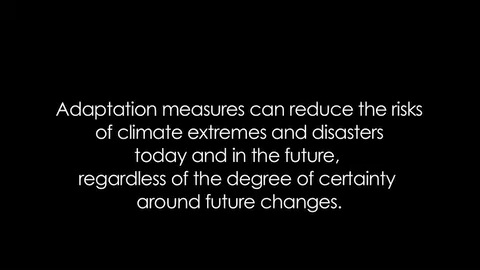 Adaptation measures can reduce the risks
of climate extremes and disasters
today and in the future,
regardless of the degree of certainty
around future changes.